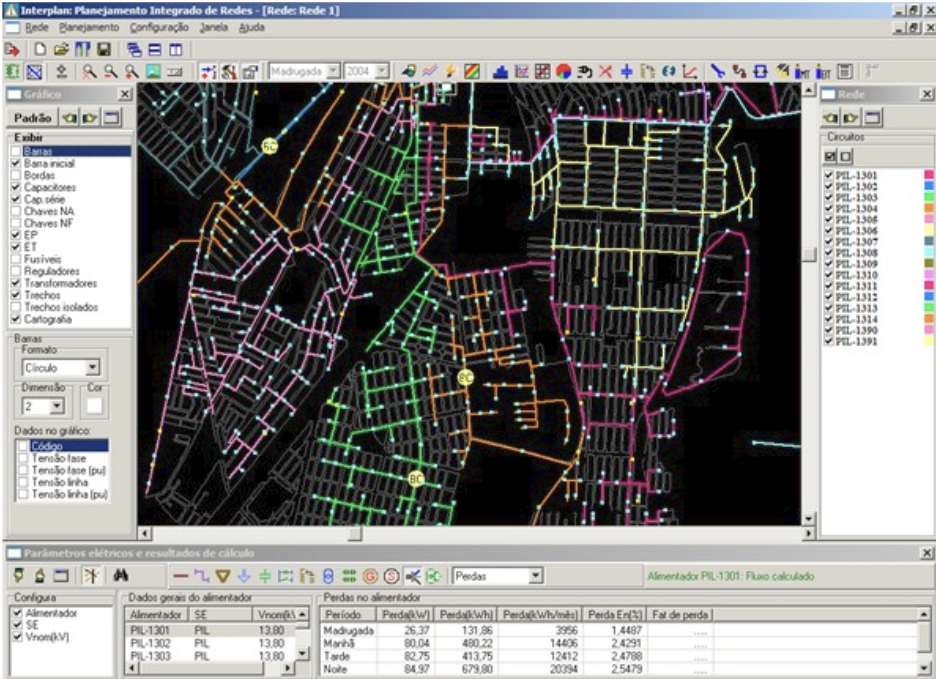 Interplan: Planejamento Integrado de Redes - [Rede: Rede 1]
Rede Planejamento Configuração Janela Ajuda
Madrugada 2004
Gráfico
Padrão
Exibir
Barras
Barra inicial
Bordas
Capacitores
Cap.série
Chaves NA
Chaves NF
EP
ET
Fusíveis
Reguladores
Transformadores
Trechos
Trechos isolados
Cartografia
Barras
Formato
Círculo
Dimensão Cor
2
Dados no gráfico:
Código
Tensão fase
Tensão fase (pu)
Tensão linha
Tensão linha (pu)
BC
BC
Rede
Circuitos
PIL-1301
PIL-1302
PIL-1303
PIL-1304
PIL-1305
PIL-1306
PIL-1307
PIL-1308
PIL-1309
PIL-1310
PIL-1311
PIL-1312
PIL-1313
PIL-1314
PIL-1390
PIL-1391
Parâmetros elétricos e resultados de cálculo
Perdas
Alimentador PIL-1301: Fluxo calculado
Configura
Alimentador
SE
Vnom(kV)
Dados gerais do alimentador
Alimentador SE Vnom(kV
PIL-1301 PIL 13,80
PIL-1302 PIL 13,80
PIL-1303 PIL 13,80
Perdas no alimentador
Período Perda(kW) Perda(kWh) Perda(kWh/mês) Perda En(%) Fat de perda
Madrugada 26,37 131,86 3956 1,4487 ....
Manhã 80,04 480,22 14406 2,4291 ....
Tarde 82,75 413,75 12412 2,4788 ....
Noite 84,97 679,80 20394 2,5479 ....